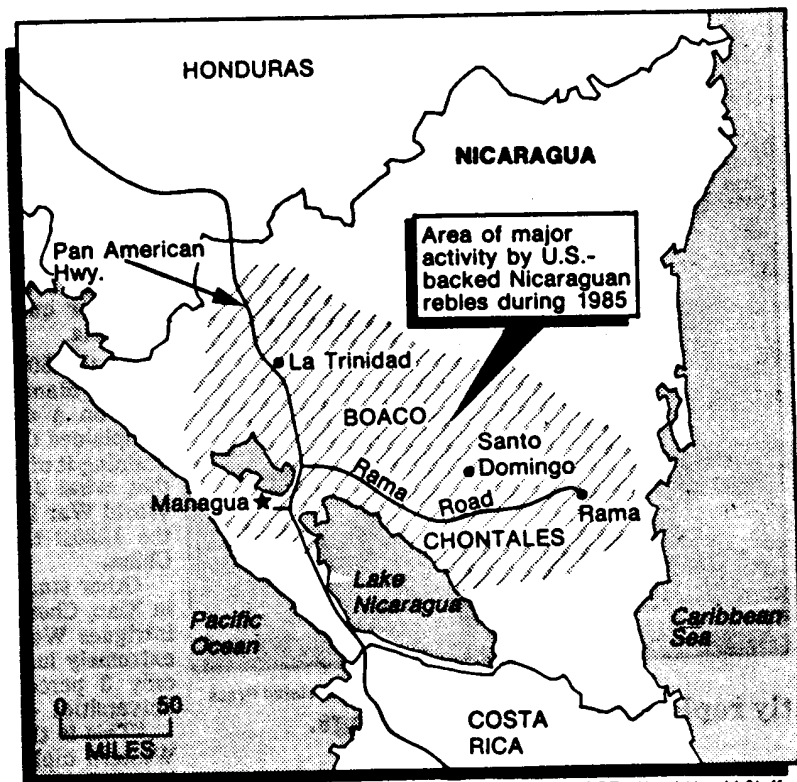 HONDURAS
NICARAGUA
Pan American
Hwy.
Area of major
activity by U.S.-
backed Nicaraguan
rebles during 1985
La Trinidad
BOACO
Santo
Domingo
Rama
Road
Managua
Rama
CHONTALES
Lake
Nicaragua
Pacific
Ocean
Caribbean
Sea
0 50
MILES
COSTA
RICA